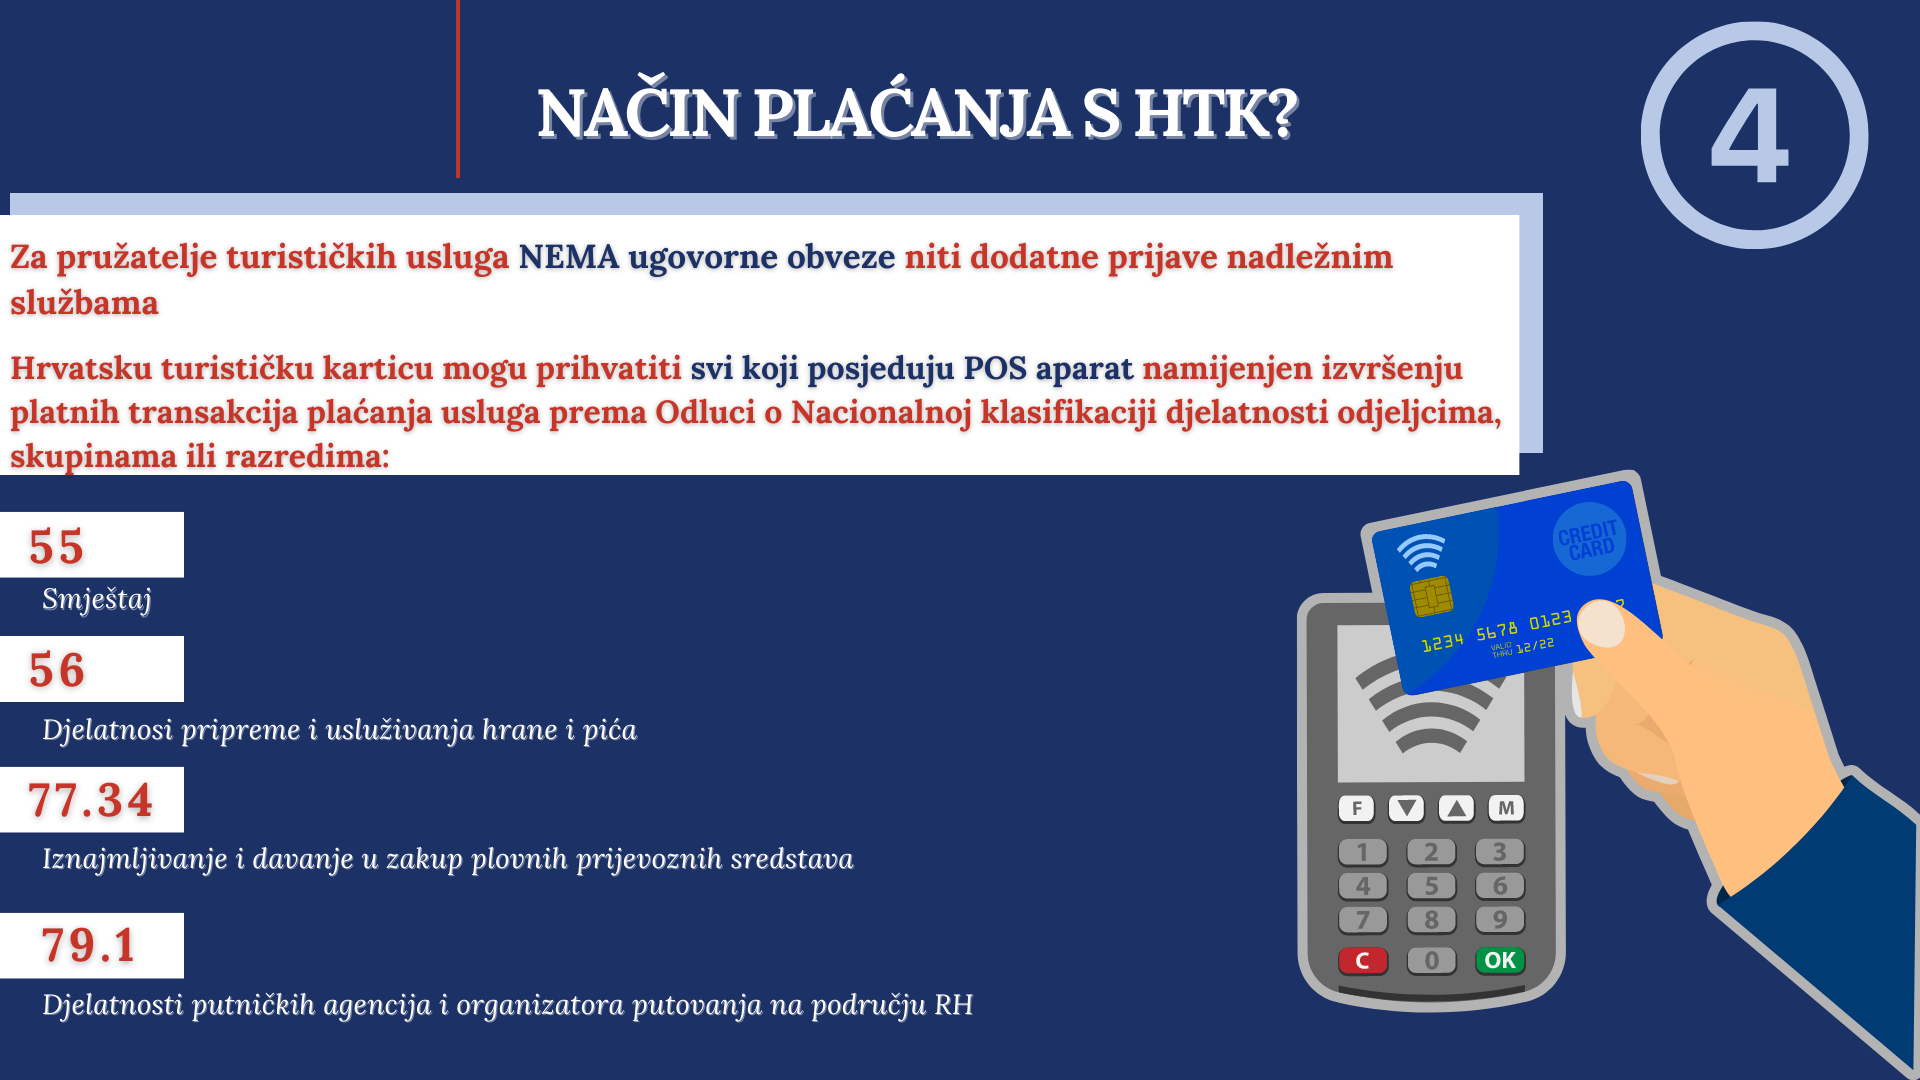 NAČIN PLAĆANJA S HTK?
4
Za pružatelje turističkih usluga NEMA ugovorne obveze niti dodatne prijave nadležnim
službama
Hrvatsku turističku karticu mogu prihvatiti svi koji posjeduju POS aparat namijenjen izvršenju
platnih transakcija plaćanja usluga prema Odluci o Nacionalnoj klasifikaciji djelatnosti odjeljcima,
skupinama ili razredima:
55
Smještaj
56
Djelatnosi pripreme i usluživanja hrane i pića
77.34
Iznajmljivanje i davanje u zakup plovnih prijevoznih sredstava
79.1
Djelatnosti putničkih agencija i organizatora putovanja na području RH
CREDIT
CARD
1234 5678 0123
VALID
THRU 12/22
F M
1 2 3
4 5 6
7 8 9
C 0 OK